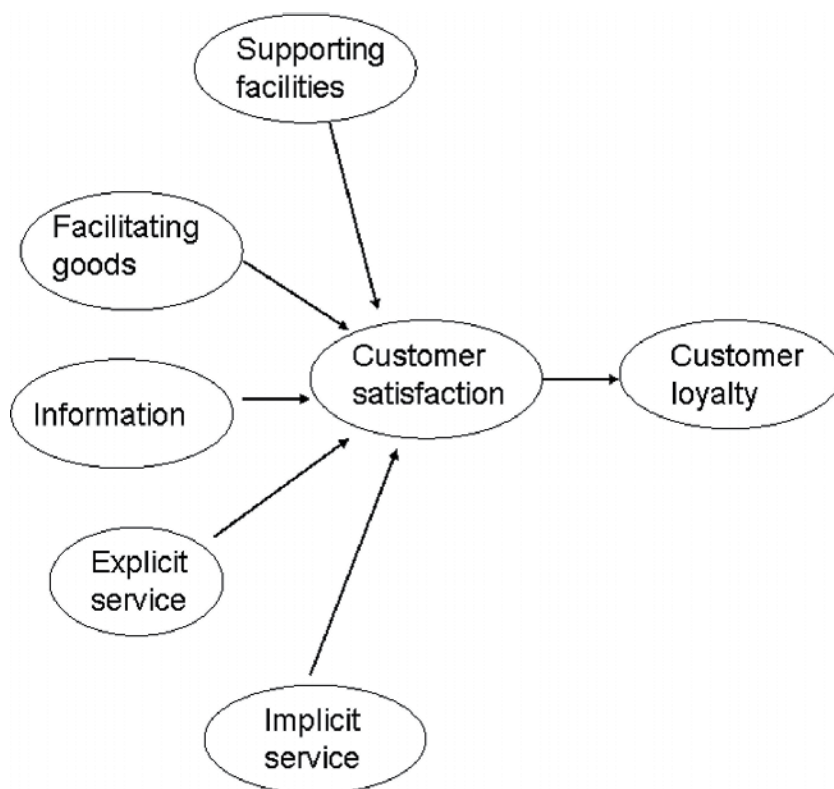 Supporting
facilities
Facilitating
goods
Information
Customer
satisfaction
Customer
loyalty
Explicit
service
Implicit
service